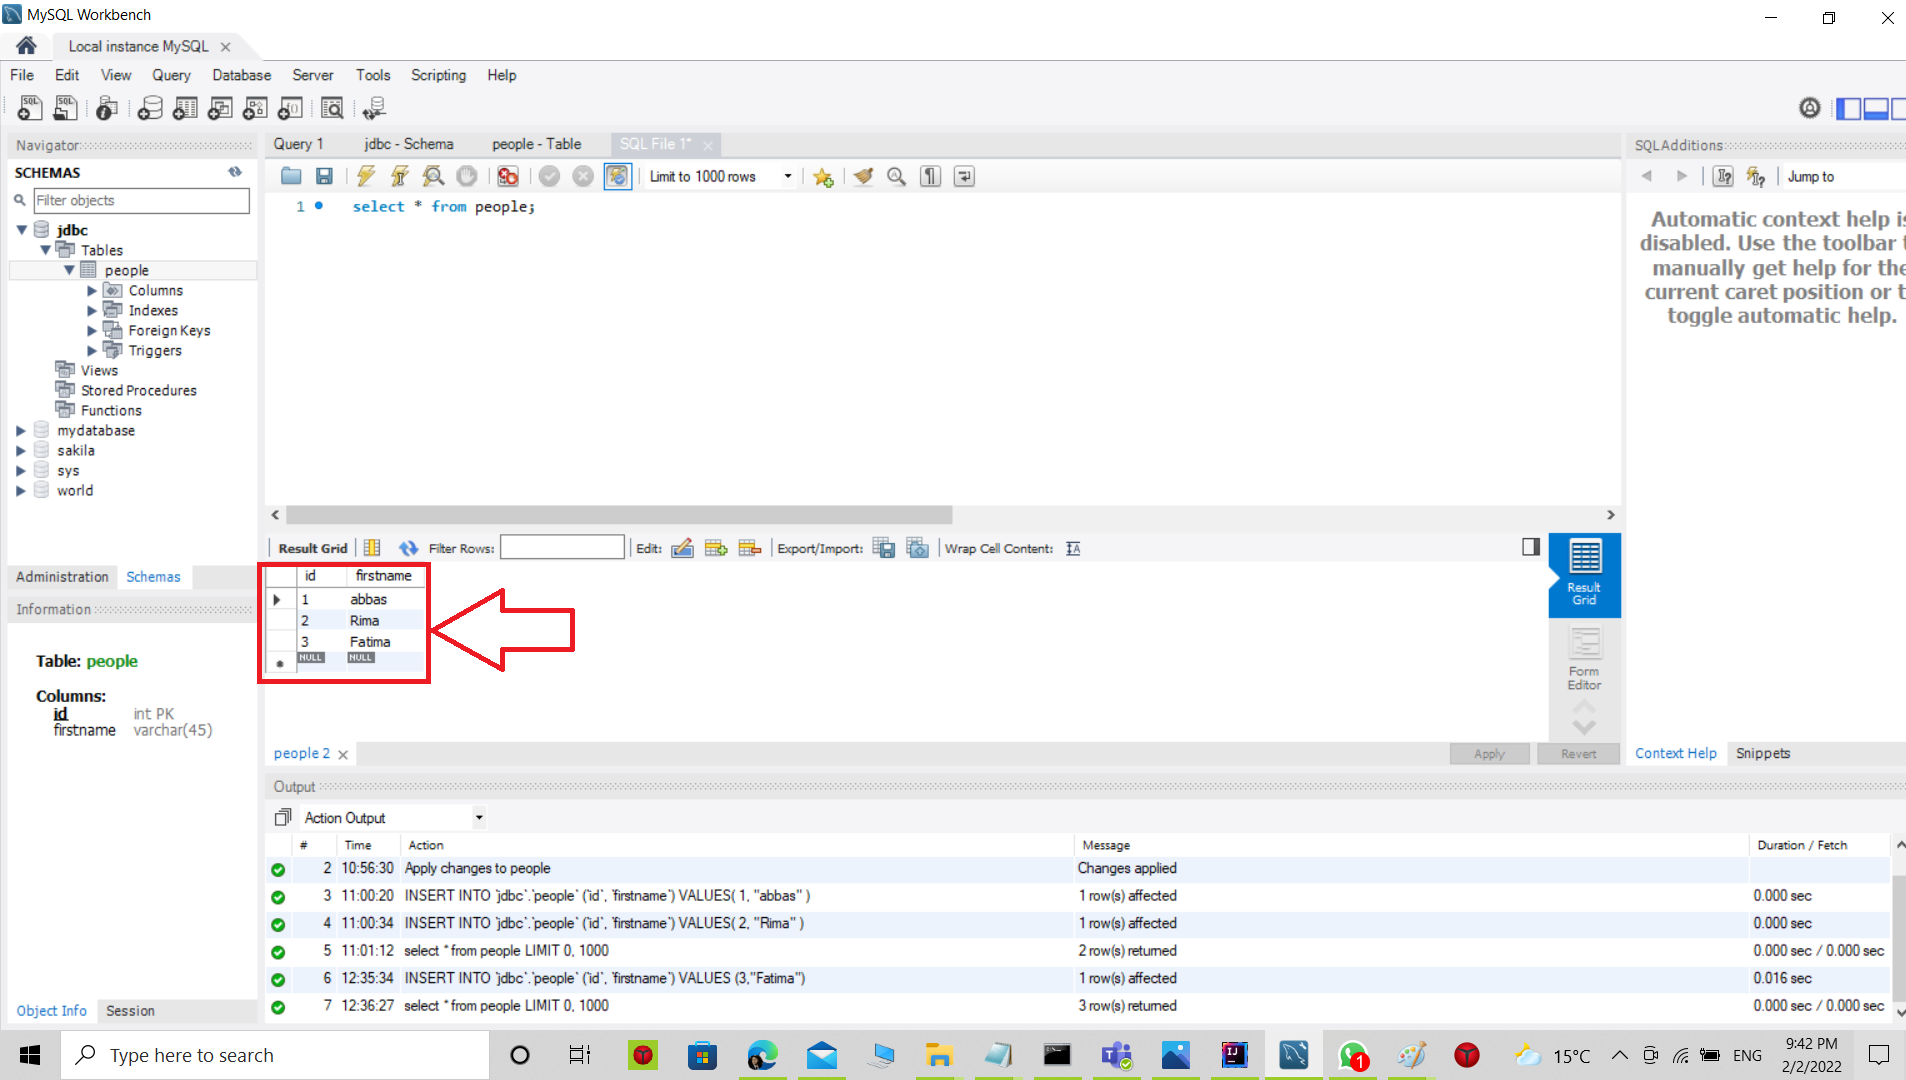 MySQL Workbench
Local instance MySQL
File Edit View Query Database Server Tools Scripting Help
Navigator
SCHEMAS
Filter objects
jdbc
Tables
people
Columns
Indexes
Foreign Keys
Triggers
Views
Stored Procedures
Functions
mydatabase
sakila
sys
world
Administration Schemas
Information
Table: people
Columns:
id int PK
firstname varchar(45)
Object Info Session
Query 1 jdbc - Schema people - Table SQL File 1*
Limit to 1000 rows
1 select * from people;
Result Grid Filter Rows: Edit: Export/Import: Wrap Cell Content:
id firstname
1 abbas
2 Rima
3 Fatima
NULL NULL
Result
Grid
Form
Editor
people 2
Apply Revert
SQLAdditions
Jump to
Automatic context help is
disabled. Use the toolbar t
manually get help for the
current caret position or t
toggle automatic help.
Context Help Snippets
Output
Action Output
# Time Action Message Duration / Fetch
2 10:56:30 Apply changes to people Changes applied
3 11:00:20 INSERT INTO `jdbc`.`people` (`id`, `firstname`) VALUES( 1, "abbas" ) 1 row(s) affected 0.000 sec
4 11:00:34 INSERT INTO `jdbc`.`people` (`id`, `firstname`) VALUES( 2, "Rima" ) 1 row(s) affected 0.000 sec
5 11:01:12 select * from people LIMIT 0, 1000 2 row(s) returned 0.000 sec / 0.000 sec
6 12:35:34 INSERT INTO `jdbc`.`people` (`id`, `firstname`) VALUES (3,"Fatima") 1 row(s) affected 0.016 sec
7 12:36:27 select * from people LIMIT 0, 1000 3 row(s) returned 0.000 sec / 0.000 sec
Type here to search
1
15°C
ENG
9:42 PM
2/2/2022